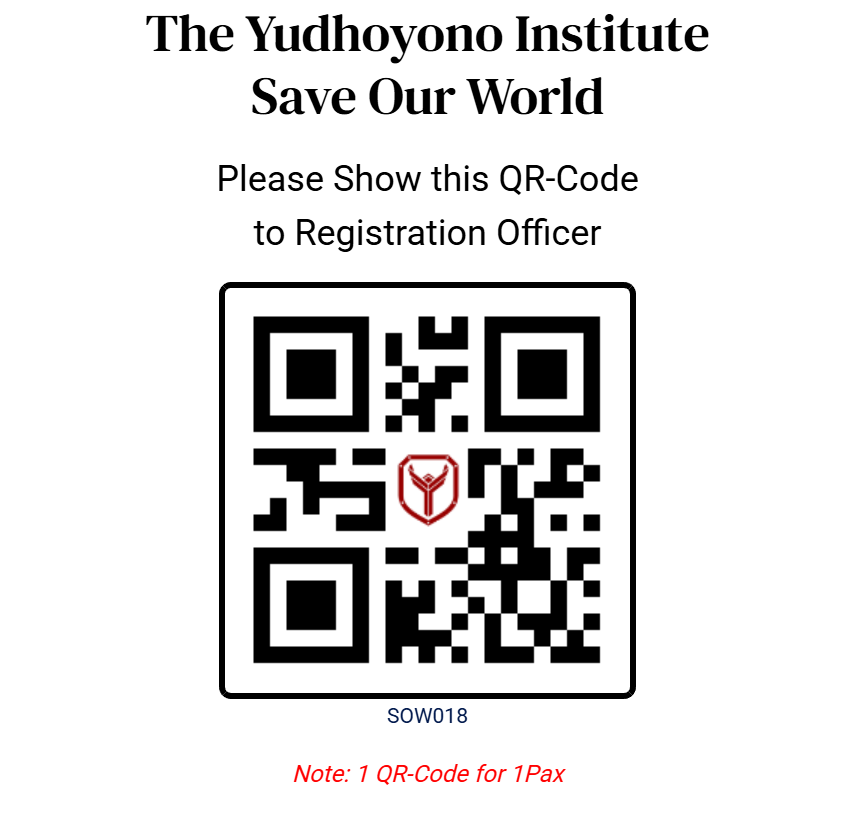 The Yudhoyono Institute
Save Our World
Please Show this QR-Code
to Registration Officer
SOW018
Note: 1 QR-Code for 1Pax